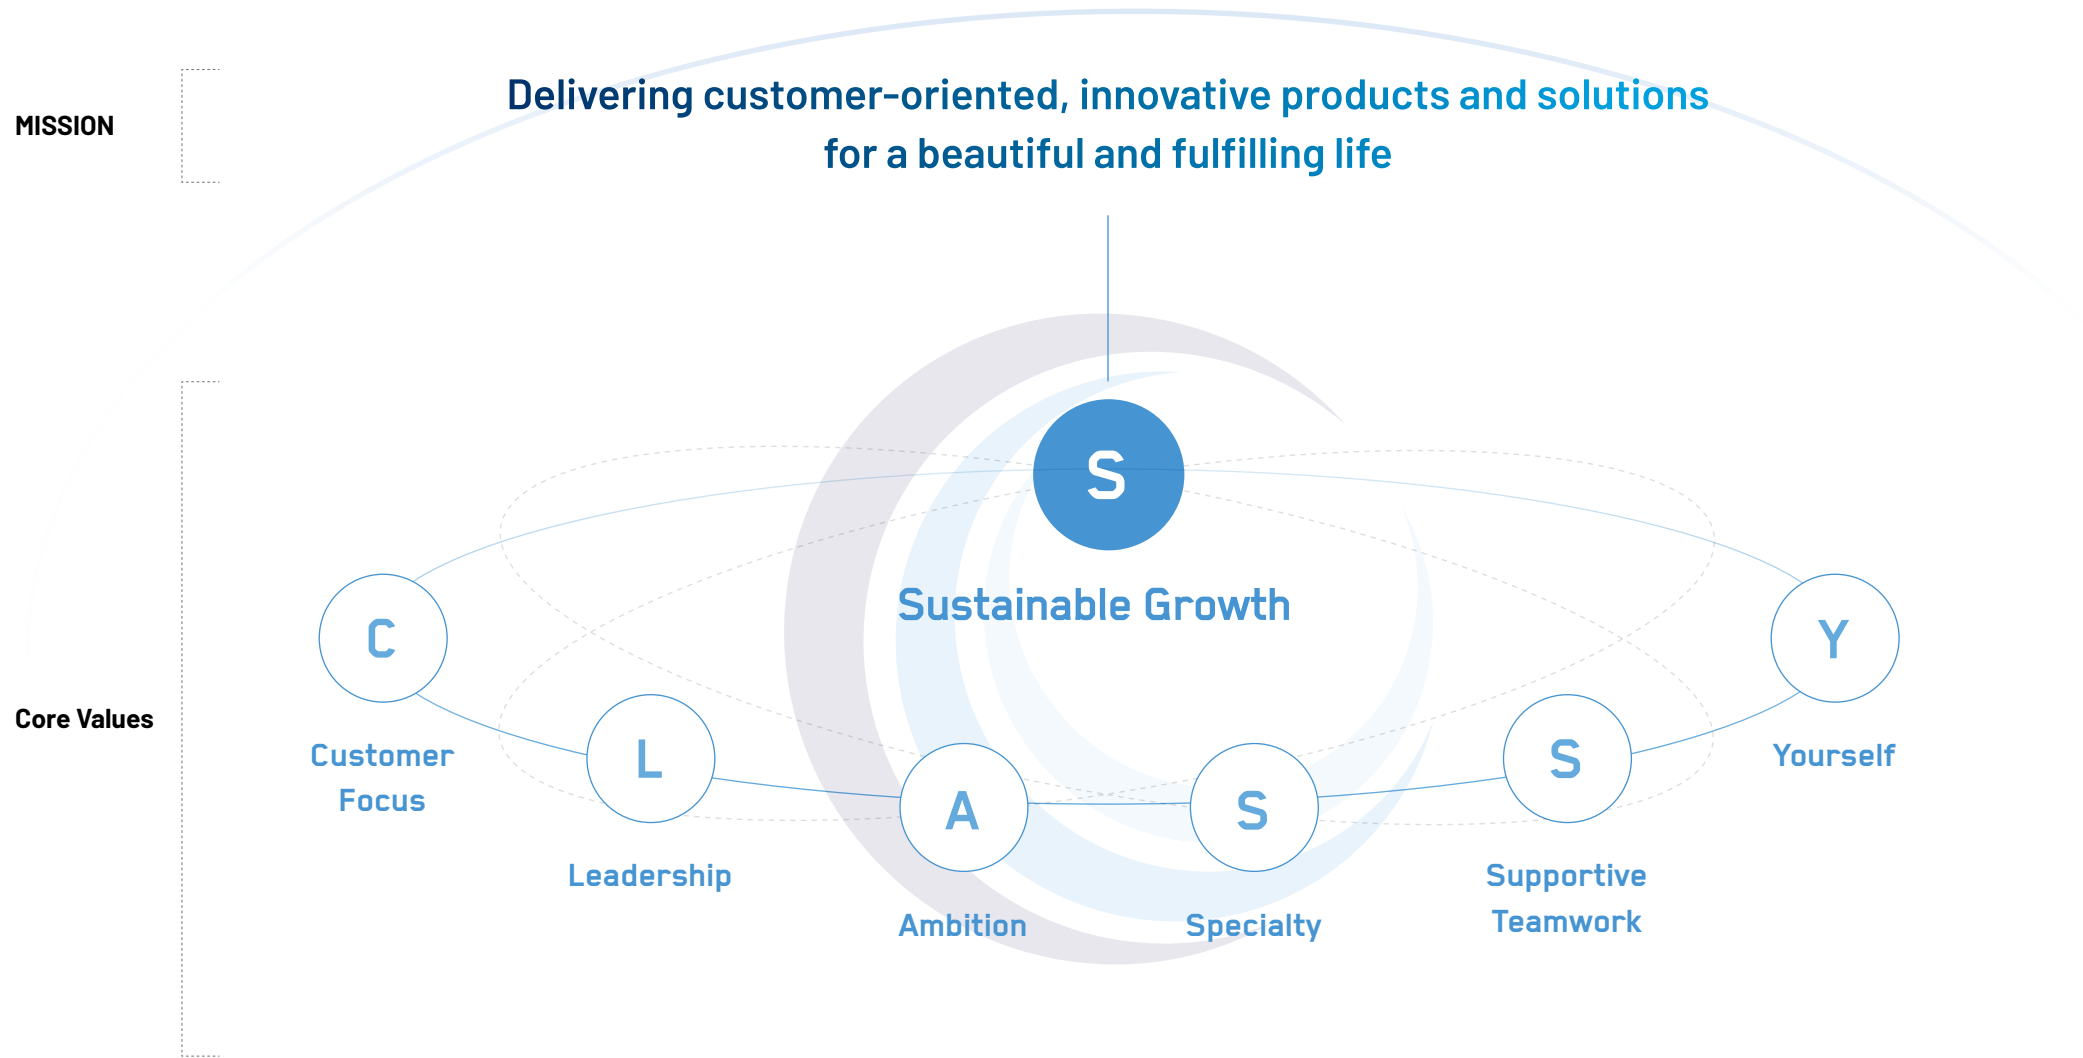 MISSION
Delivering customer-oriented, innovative products and solutions
for a beautiful and fulfilling life
Core Values
S
Sustainable Growth
C
Customer
Focus
L
Leadership
A
Ambition
S
Specialty
S
Supportive
Teamwork
Y
Yourself